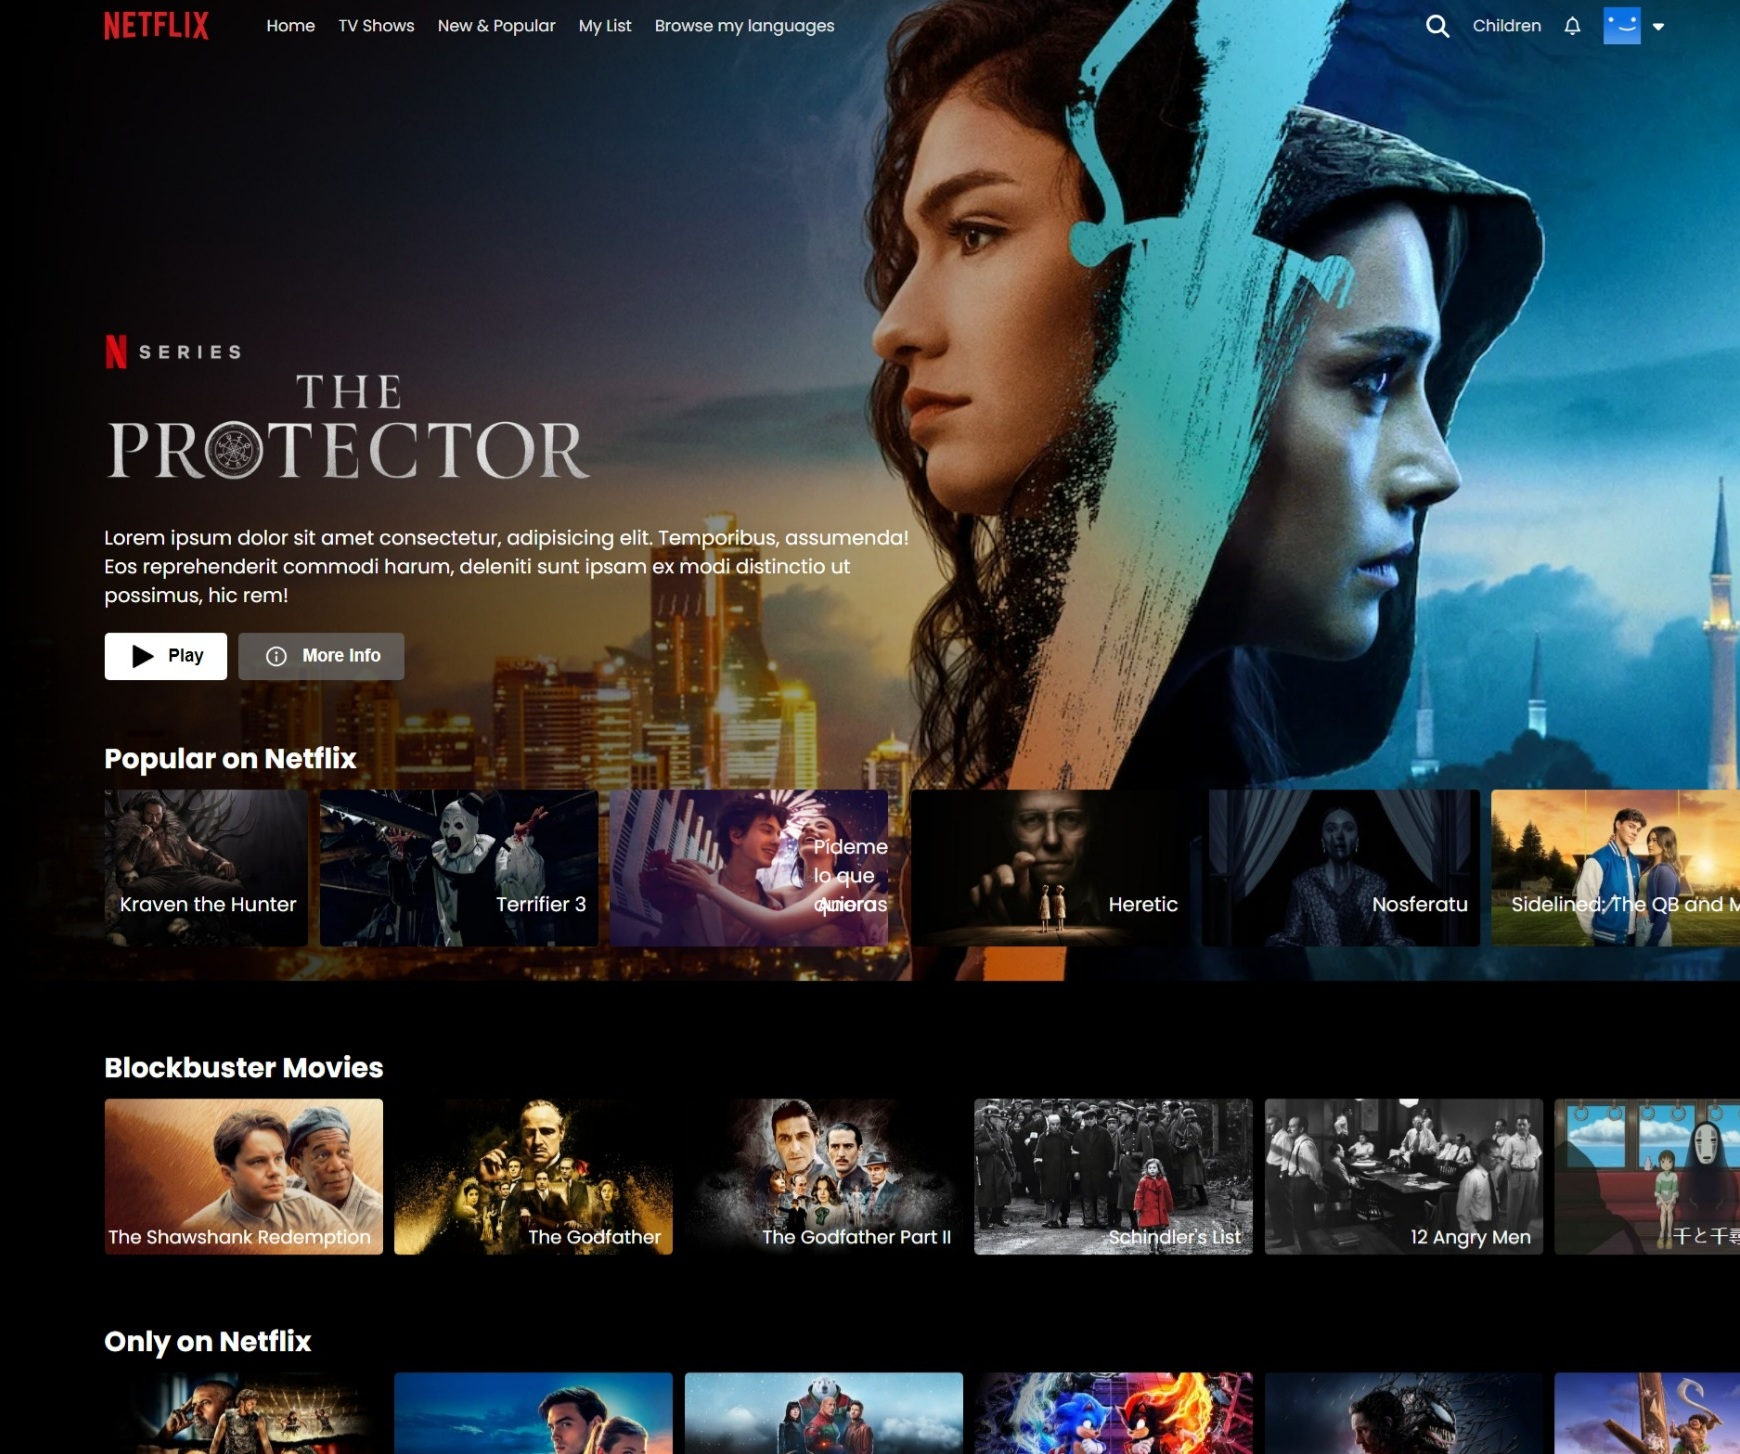 NETFLIX
Home
TV Shows
New & Popular
My List
Browse my languages
Children
N SERIES
THE
PROTECTOR
Lorem ipsum dolor sit amet consectetur, adipisicing elit. Temporibus, assumenda!
Eos reprehenderit commodi harum, deleniti sunt ipsam ex modi distinctio ut
possimus, hic rem!
Play
More Info
Popular on Netflix
Kraven the Hunter
Terrifier 3
Pídeme
lo que
quieras
Anora
Heretic
Nosferatu
Sidelined: The QB and M
Blockbuster Movies
The Shawshank Redemption
The Godfather
The Godfather Part II
Schindler's List
12 Angry Men
千と千尋
Only on Netflix